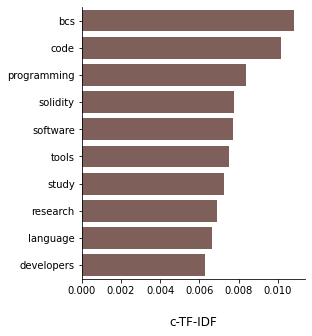 bcs
code
programming
solidity
software
tools
study
research
language
developers
0.000 0.002 0.004 0.006 0.008 0.010
c-TF-IDF